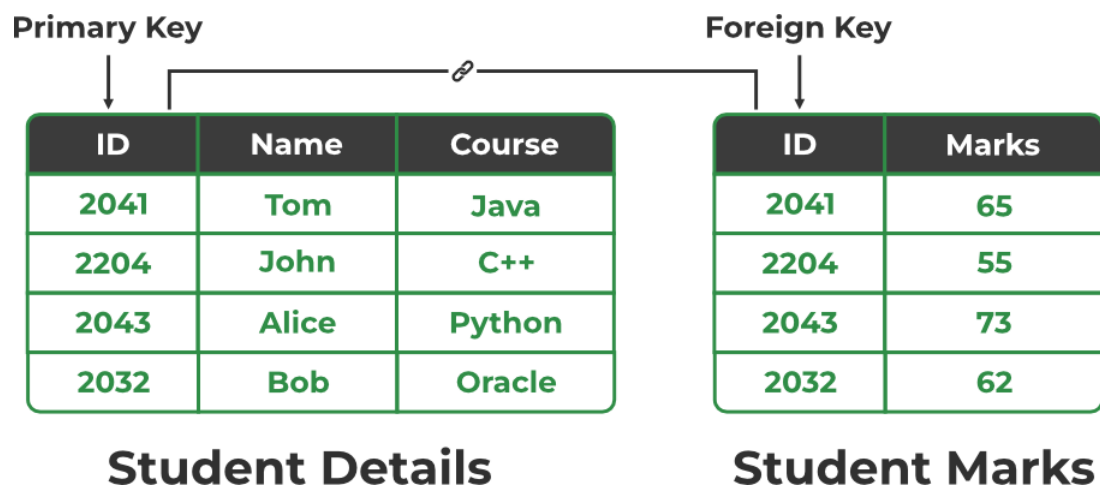 Primary Key Foreign Key
ID Name Course ID Marks
2041 Tom Java 2041 65
2204 John C++ 2204 55
2043 Alice Python 2043 73
2032 Bob Oracle 2032 62
Student Details Student Marks